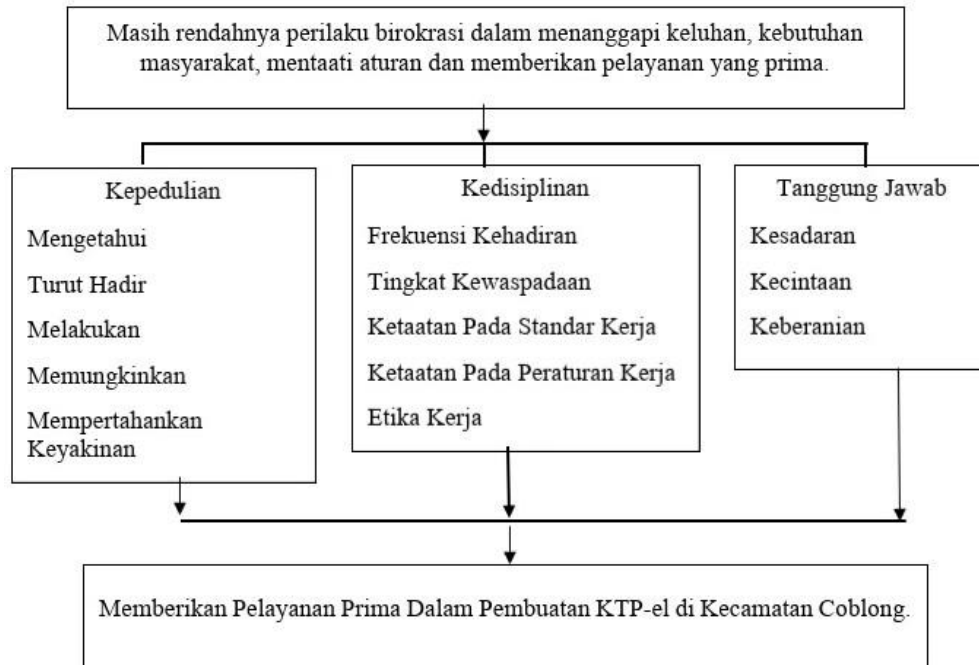 Masih rendahnya perilaku birokrasi dalam menanggapi keluhan, kebutuhan
masyarakat, mentaati aturan dan memberikan pelayanan yang prima.
Kepedulian
Mengetahui
Turut Hadir
Melakukan
Memungkinkan
Mempertahankan
Keyakinan
Kedisiplinan
Frekuensi Kehadiran
Tingkat Kewaspadaan
Ketaatan Pada Standar Kerja
Ketaatan Pada Peraturan Kerja
Etika Kerja
Tanggung Jawab
Kesadaran
Kecintaan
Keberanian
Memberikan Pelayanan Prima Dalam Pembuatan KTP-el di Kecamatan Coblong.